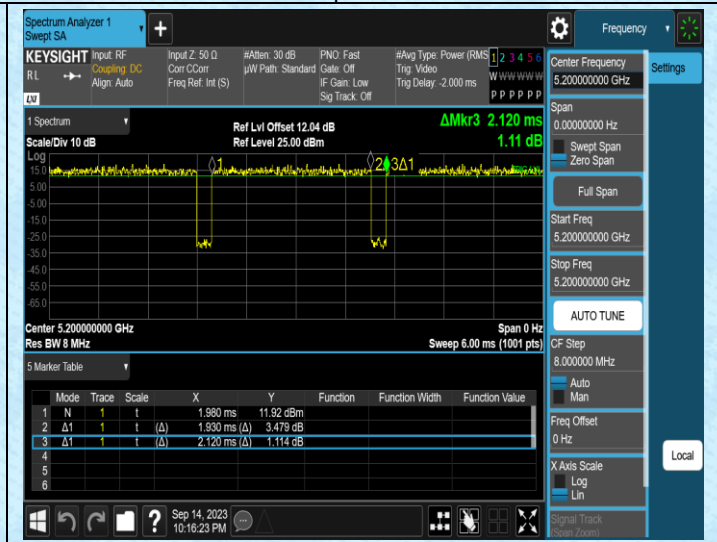 Spectrum Analyzer 1
Swept SA
Frequency
KEYSIGHT
Input: RF
Coupling: DC
Align: Auto
Input Z: 50 Ω
Corr CCorr
Freq Ref: Int (S)
#Atten: 30 dB
µW Path: Standard
PNO: Fast
Gate: Off
IF Gain: Low
Sig Track: Off
#Avg Type: Power (RMS
Trig: Video
Trig Delay: -2.000 ms
1 2 3 4 5 6
W W W W W W
P P P P P P
RL
LXI
1 Spectrum
Scale/Div 10 dB
Ref Lvl Offset 12.04 dB
Ref Level 25.00 dBm
ΔMkr3 2.120 ms
1.11 dB
Log
15.0
5.00
-5.00
-15.0
-25.0
-35.0
-45.0
-55.0
-65.0
1
2
3Δ1
Center 5.200000000 GHz
Res BW 8 MHz
Span 0 Hz
Sweep 6.00 ms (1001 pts)
5 Marker Table
Mode Trace Scale X Y Function Function Width Function Value
1 N 1 t 1.980 ms 11.92 dBm
2 Δ1 1 t (Δ) 1.930 ms (Δ) 3.479 dB
3 Δ1 1 t (Δ) 2.120 ms (Δ) 1.114 dB
4
5
6
Sep 14, 2023
10:16:23 PM
Center Frequency
5.200000000 GHz
Settings
Span
0.00000000 Hz
Swept Span
Zero Span
Full Span
Start Freq
5.200000000 GHz
Stop Freq
5.200000000 GHz
AUTO TUNE
CF Step
8.000000 MHz
Auto
Man
Freq Offset
0 Hz
Local
X Axis Scale
Log
Lin
Signal Track
(Span Zoom)